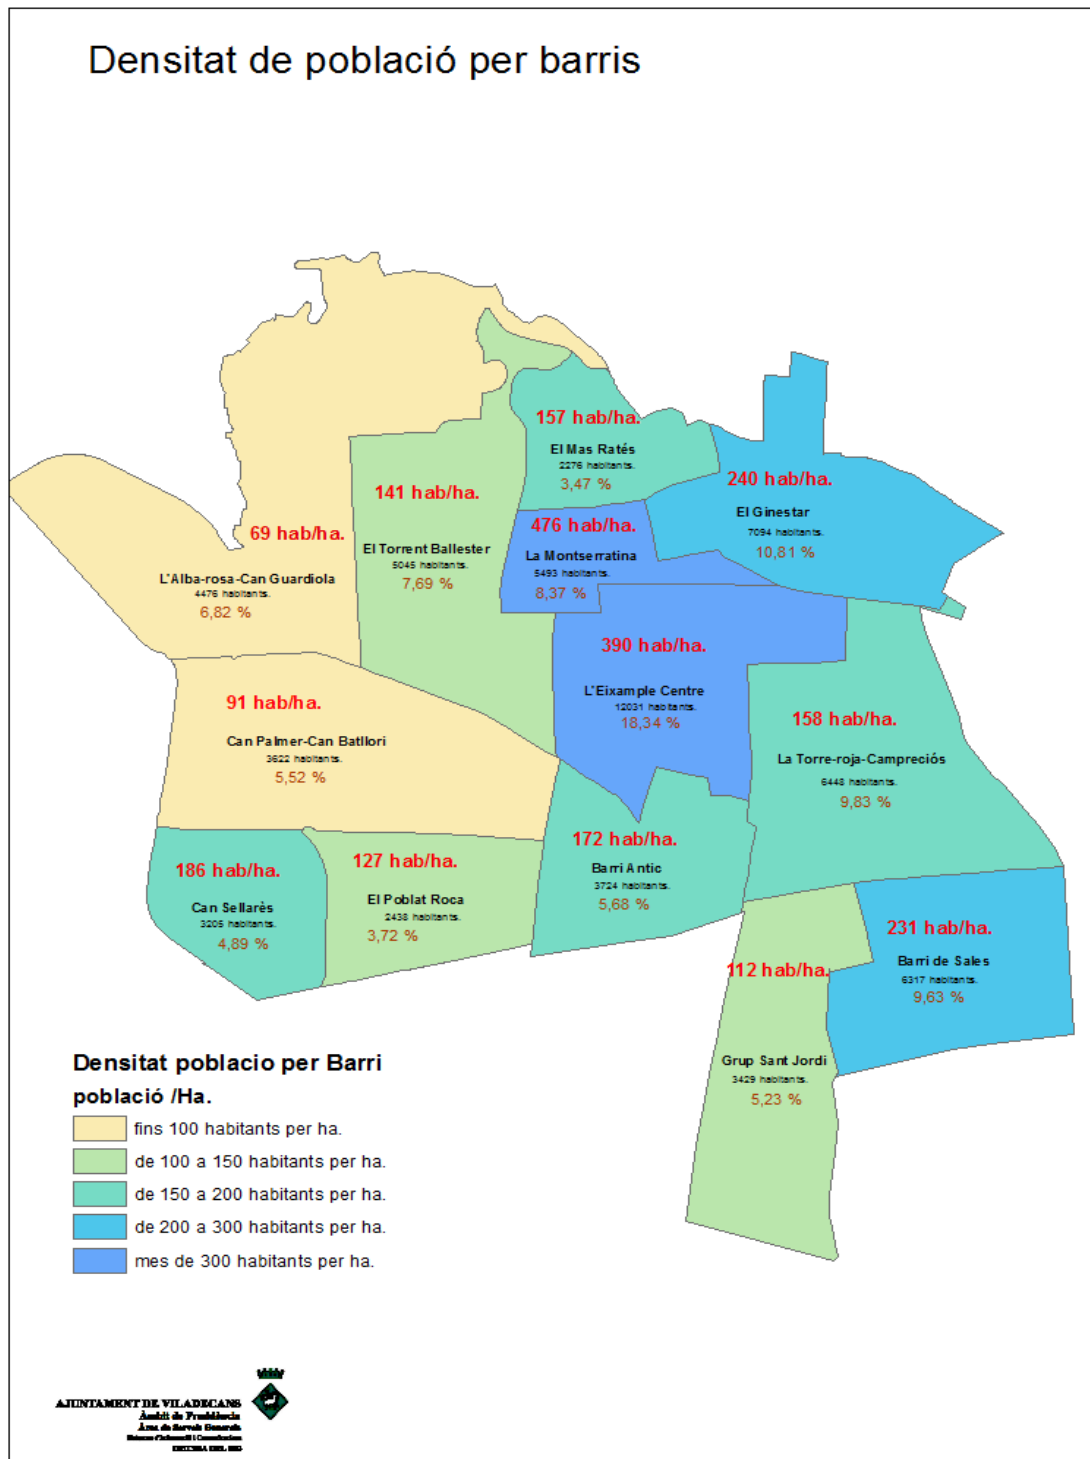 Densitat de població per barris
157 hab/ha.
El Mas Ratés
2276 habitants.
3,47 %
240 hab/ha.
El Ginestar
7094 habitants.
10,81 %
141 hab/ha.
El Torrent Ballester
5045 habitants.
7,69 %
476 hab/ha.
La Montserratina
5493 habitants.
8,37 %
69 hab/ha.
L'Alba-rosa-Can Guardiola
4476 habitants.
6,82 %
390 hab/ha.
L'Eixample Centre
12031 habitants.
18,34 %
91 hab/ha.
Can Palmer-Can Batllori
3622 habitants.
5,52 %
158 hab/ha.
La Torre-roja-Campreciós
6448 habitants.
9,83 %
186 hab/ha.
Can Sellarès
3205 habitants.
4,89 %
127 hab/ha.
El Poblat Roca
2438 habitants.
3,72 %
172 hab/ha.
Barri Antic
3724 habitants.
5,68 %
231 hab/ha.
Barri de Sales
6317 habitants.
9,63 %
112 hab/ha.
Grup Sant Jordi
3429 habitants.
5,23 %
Densitat poblacio per Barri
població /Ha.
fins 100 habitants per ha.
de 100 a 150 habitants per ha.
de 150 a 200 habitants per ha.
de 200 a 300 habitants per ha.
mes de 300 habitants per ha.
AJUNTAMENT DE VILADECANS
Àmbit de Presidència
Àrea de Serveis Generals